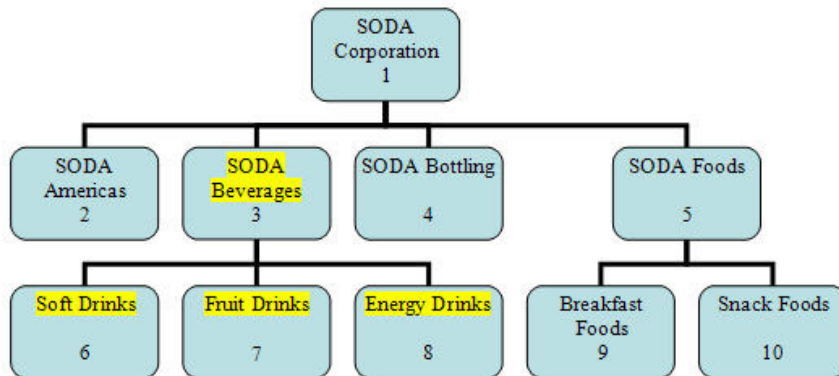 SODA
Corporation
1
SODA
Americas
2
SODA
Beverages
3
SODA Bottling
4
SODA Foods
5
Soft Drinks
6
Fruit Drinks
7
Energy Drinks
8
Breakfast
Foods
9
Snack Foods
10